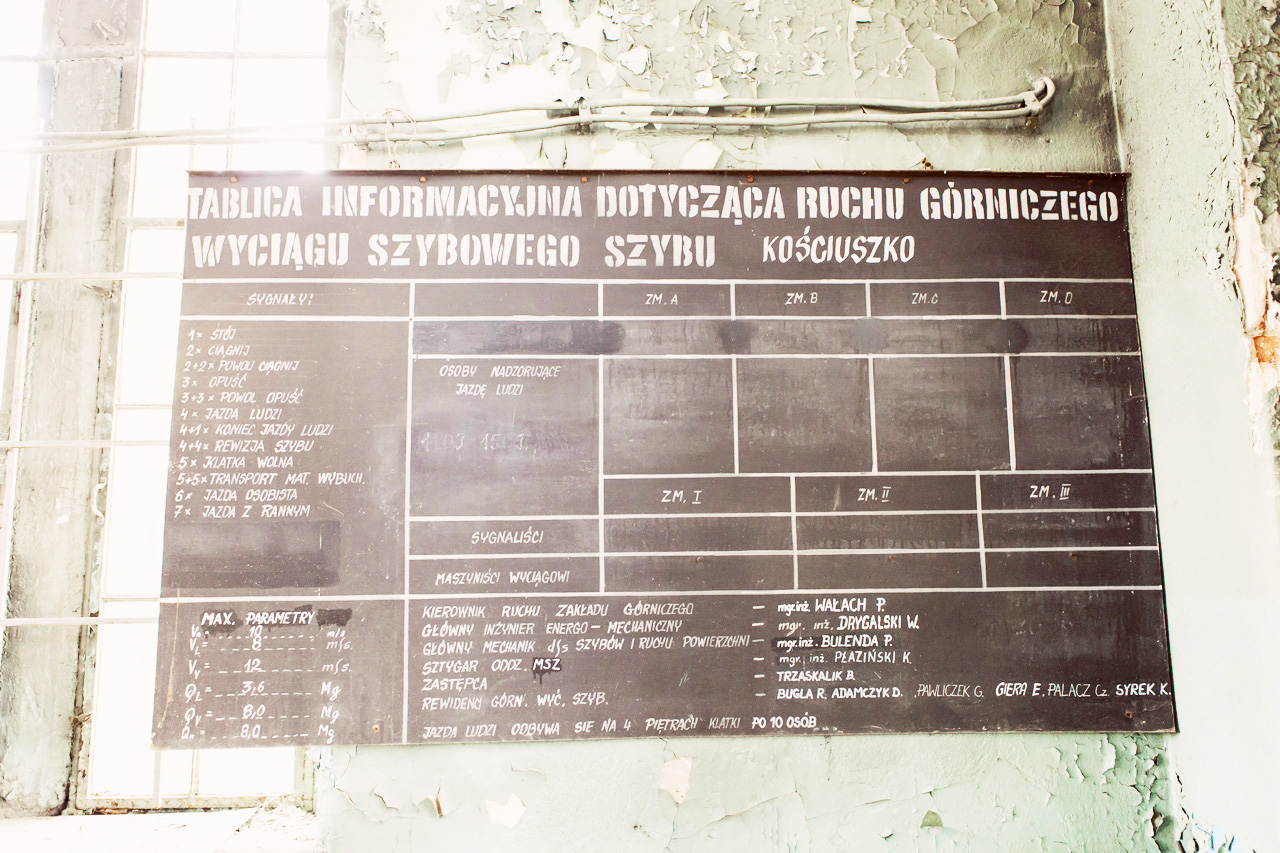 TABLICA INFORMACYJNA DOTYCZĄCA RUCHU GÓRNICZEGO
WYCIĄGU SZYBOWEGO SZYBU KOŚCIUSZKO
SYGNAŁY:
ZM. A
ZM. B
ZM. C
ZM. D
1× STÓJ
2× CIĄGNIJ
2+2× POWOLI CIĄGNIJ
3× OPUŚĆ
3+3× POWOL OPUŚĆ
4× JAZDA LUDZI
4+1× KONIEC JAZDY LUDZI
4+4× REWIZJA SZYBU
5× KLATKA WOLNA
5+5× TRANSPORT MAT. WYBUCH.
6× JAZDA OSOBISTA
7× JAZDA Z RANNYM
OSOBY NADZORUJĄCE
JAZDĘ LUDZI
ZM. I
ZM. II
ZM. III
SYGNALIŚCI
MASZYNIŚCI WYCIĄGOWI
MAX. PARAMETRY
10 m/s
V_L = 8 m/s.
V_V = 12 m/s.
Q_L = 3,6 Mg
Q_V = 8,0 Mg
8,0 Mg
KIEROWNIK RUCHU ZAKŁADU GÓRNICZEGO — mgr.inż. WAŁACH P.
GŁÓWNY INŻYNIER ENERGO-MECHANICZNY — mgr. inż. DRYGALSKI W.
GŁÓWNY MECHANIK d/s SZYBÓW I RUCHU POWIERZCHNI — mgr.inż. BULENDA P.
SZTYGAR ODDZ. MSZ — mgr. inż. PŁAZIŃSKI K.
ZASTĘPCA — TRZASKALIK B.
REWIDENCI GÓRN. WYĆ. SZYB. — BUGLA R. ADAMCZYK D. PAWLICZEK G. GIERA E. PALACZ Cz. SYREK K.
JAZDA LUDZI ODBYWA SIĘ NA 4 PIĘTRACH KLATKI PO 10 OSÓB